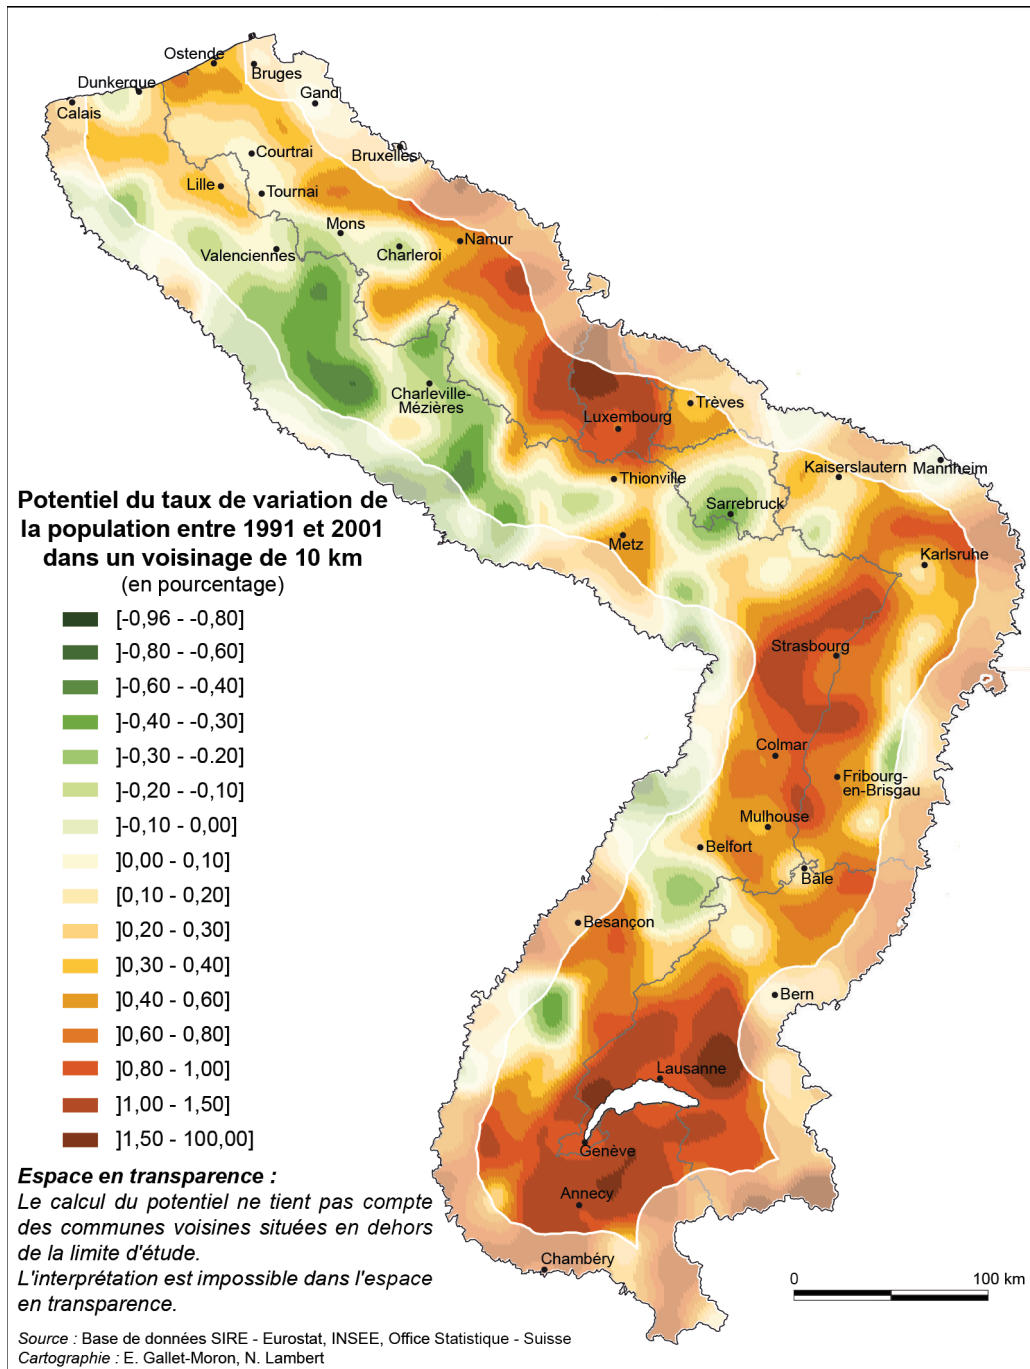 Ostende
Bruges
Dunkerque
Gand
Calais
Bruxelles
Courtrai
Lille
Tournai
Mons
Namur
Valenciennes
Charleroi
Charleville-
Mézières
Trèves
Luxembourg
Kaiserslautern
Mannheim
Thionville
Sarrebruck
Metz
Karlsruhe
Strasbourg
Colmar
Fribourg-
en-Brisgau
Mulhouse
Belfort
Bâle
Besançon
Bern
Lausanne
Genève
Annecy
Chambéry
Potentiel du taux de variation de
la population entre 1991 et 2001
dans un voisinage de 10 km
(en pourcentage)
[-0,96 - -0,80]
]-0,80 - -0,60]
]-0,60 - -0,40]
]-0,40 - -0,30]
]-0,30 - -0.20]
]-0,20 - -0,10]
]-0,10 - 0,00]
]0,00 - 0,10]
[0,10 - 0,20]
]0,20 - 0,30]
]0,30 - 0,40]
]0,40 - 0,60]
]0,60 - 0,80]
]0,80 - 1,00]
]1,00 - 1,50]
]1,50 - 100,00]
Espace en transparence :
Le calcul du potentiel ne tient pas compte
des communes voisines situées en dehors
de la limite d'étude.
L'interprétation est impossible dans l'espace
en transparence.
0 100 km
Source : Base de données SIRE - Eurostat, INSEE, Office Statistique - Suisse
Cartographie : E. Gallet-Moron, N. Lambert